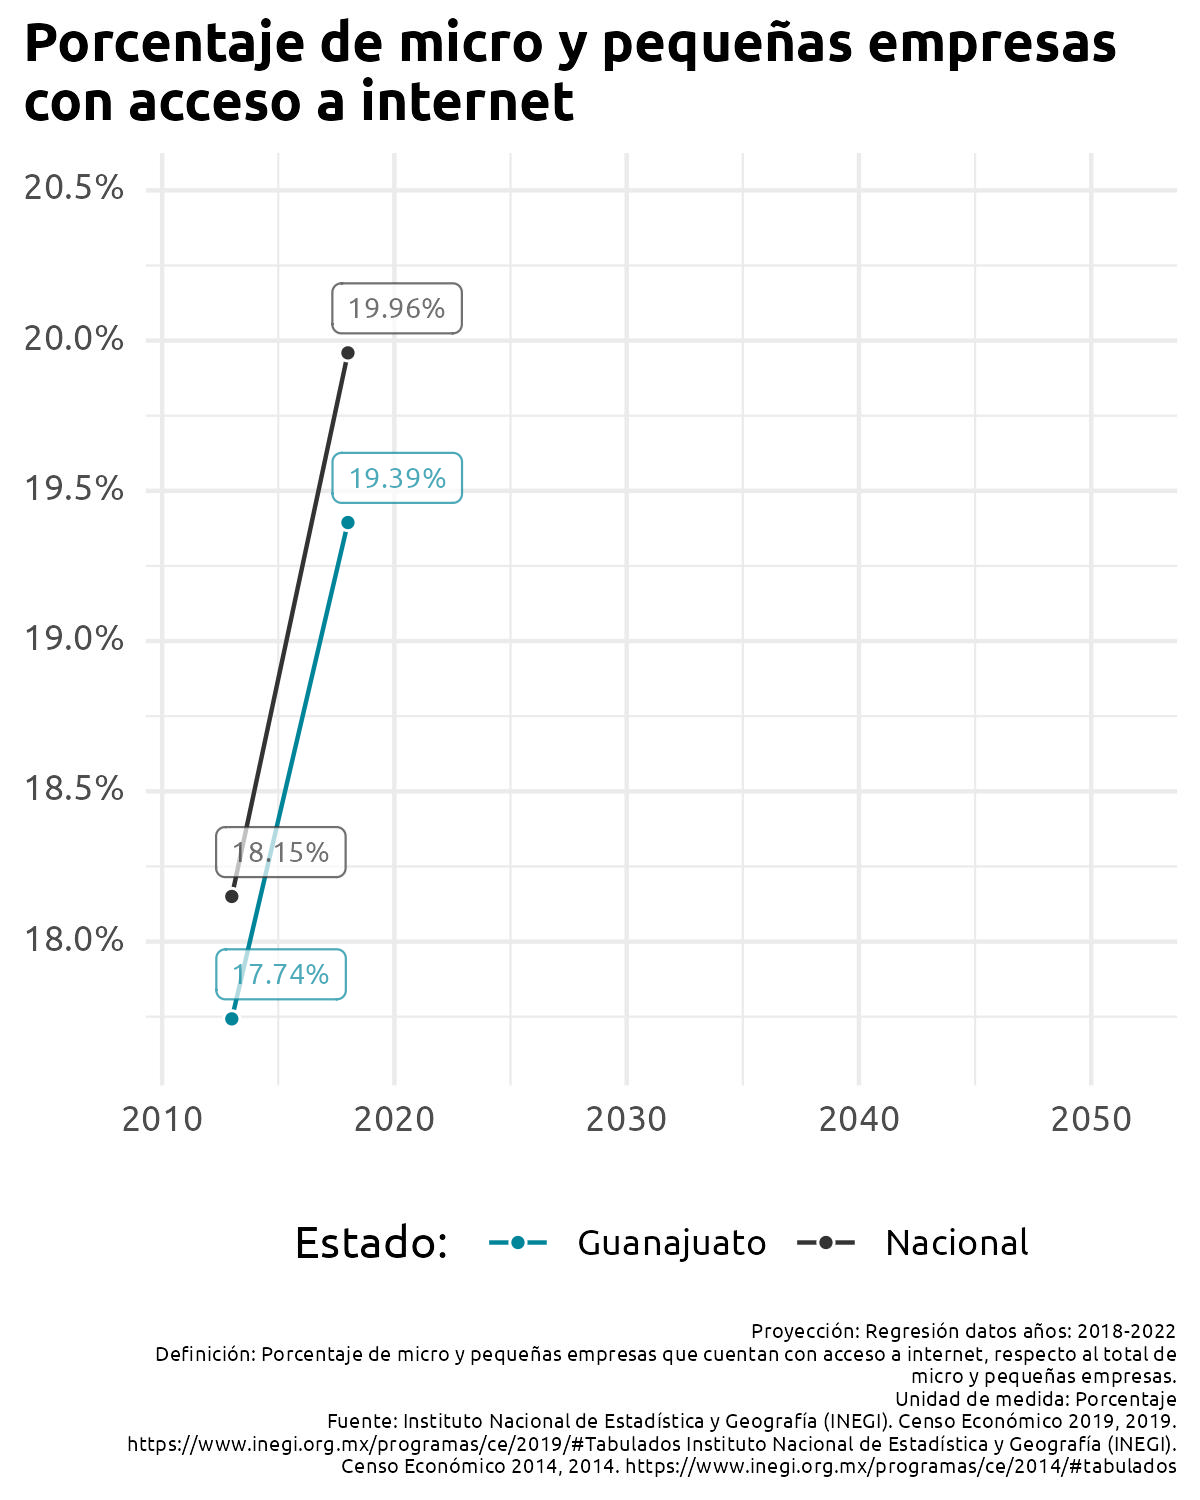 Porcentaje de micro y pequeñas empresas
con acceso a internet
20.5%
20.0%
19.5%
19.0%
18.5%
18.0%
19.96%
19.39%
18.15%
17.74%
2010 2020 2030 2040 2050
Estado: Guanajuato Nacional
Proyección: Regresión datos años: 2018-2022
Definición: Porcentaje de micro y pequeñas empresas que cuentan con acceso a internet, respecto al total de
micro y pequeñas empresas.
Unidad de medida: Porcentaje
Fuente: Instituto Nacional de Estadística y Geografía (INEGI). Censo Económico 2019, 2019.
https://www.inegi.org.mx/programas/ce/2019/#Tabulados Instituto Nacional de Estadística y Geografía (INEGI).
Censo Económico 2014, 2014. https://www.inegi.org.mx/programas/ce/2014/#tabulados